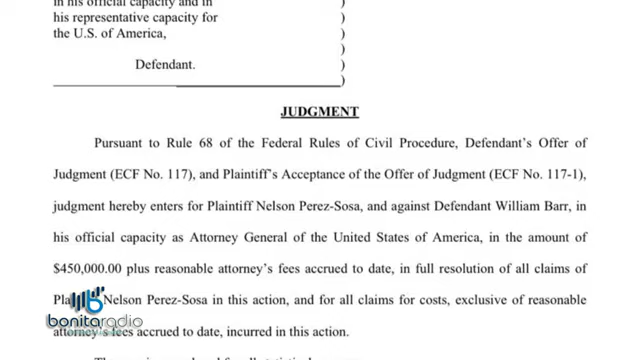 in his official capacity and in )
his representative capacity for )
the U.S. of America, )
)
Defendant. )
)
JUDGMENT
Pursuant to Rule 68 of the Federal Rules of Civil Procedure, Defendant's Offer of
Judgment (ECF No. 117), and Plaintiff's Acceptance of the Offer of Judgment (ECF No. 117-1),
judgment hereby enters for Plaintiff Nelson Perez-Sosa, and against Defendant William Barr, in
his official capacity as Attorney General of the United States of America, in the amount of
$450,000.00 plus reasonable attorney's fees accrued to date, in full resolution of all claims of
Nelson Perez-Sosa in this action, and for all claims for costs, exclusive of reasonable
bonitaradio
attorney's fees accrued to date, incurred in this action.